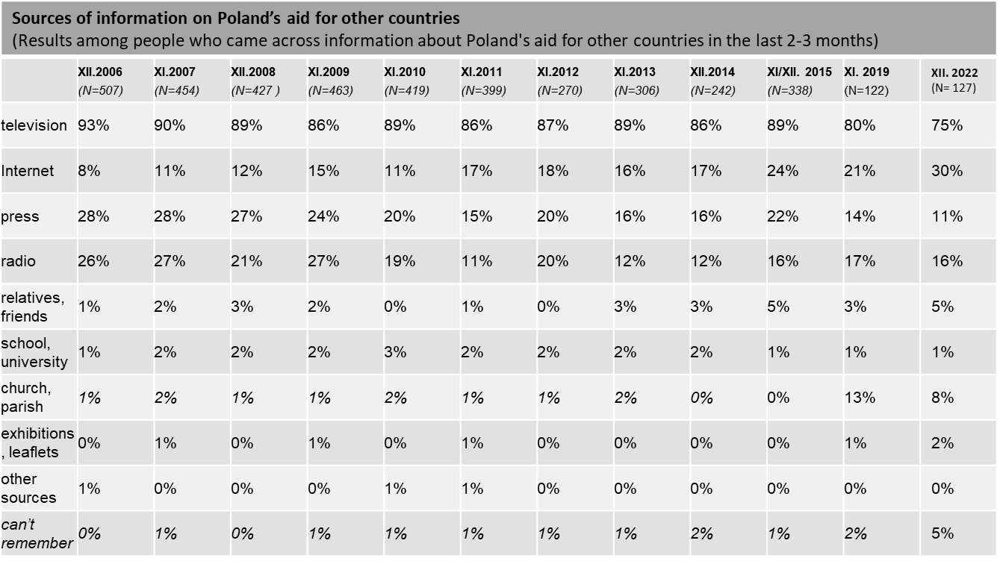 Sources of information on Poland’s aid for other countries
(Results among people who came across information about Poland's aid for other countries in the last 2-3 months)
XII.2006 XI.2007 XII.2008 XI.2009 XI.2010 XI.2011 XI.2012 XI.2013 XII.2014 XI/XII. 2015 XI. 2019 XII. 2022
(N=507) (N=454) (N=427 ) (N=463) (N=419) (N=399) (N=270) (N=306) (N=242) (N=338) (N=122) (N= 127)
television 93% 90% 89% 86% 89% 86% 87% 89% 86% 89% 80% 75%
Internet 8% 11% 12% 15% 11% 17% 18% 16% 17% 24% 21% 30%
press 28% 28% 27% 24% 20% 15% 20% 16% 16% 22% 14% 11%
radio 26% 27% 21% 27% 19% 11% 20% 12% 12% 16% 17% 16%
relatives,
friends 1% 2% 3% 2% 0% 1% 0% 3% 3% 5% 3% 5%
school,
university 1% 2% 2% 2% 3% 2% 2% 2% 2% 1% 1% 1%
church,
parish 1% 2% 1% 1% 2% 1% 1% 2% 0% 0% 13% 8%
exhibitions
, leaflets 0% 1% 0% 1% 0% 1% 0% 0% 0% 0% 1% 2%
other
sources 1% 0% 0% 0% 1% 1% 0% 0% 0% 0% 0% 0%
can’t
remember 0% 1% 0% 1% 1% 1% 1% 1% 2% 1% 2% 5%